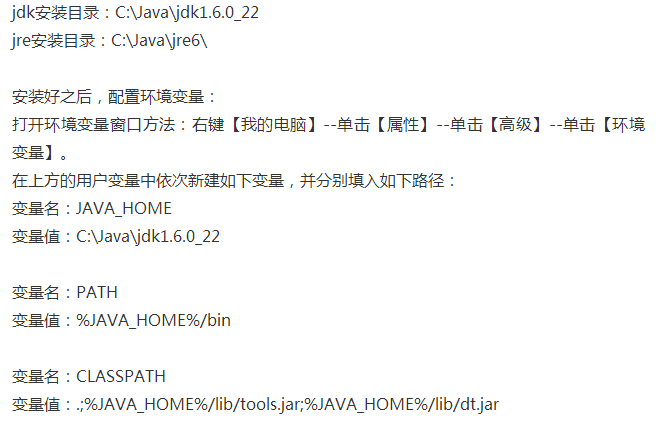 jdk安装目录：C:\Java\jdk1.6.0_22
jre安装目录：C:\Java\jre6\
安装好之后，配置环境变量：
打开环境变量窗口方法：右键【我的电脑】--单击【属性】--单击【高级】--单击【环境
变量】。
在上方的用户变量中依次新建如下变量，并分别填入如下路径：
变量名：JAVA_HOME
变量值：C:\Java\jdk1.6.0_22
变量名：PATH
变量值：%JAVA_HOME%/bin
变量名：CLASSPATH
变量值：.;%JAVA_HOME%/lib/tools.jar;%JAVA_HOME%/lib/dt.jar